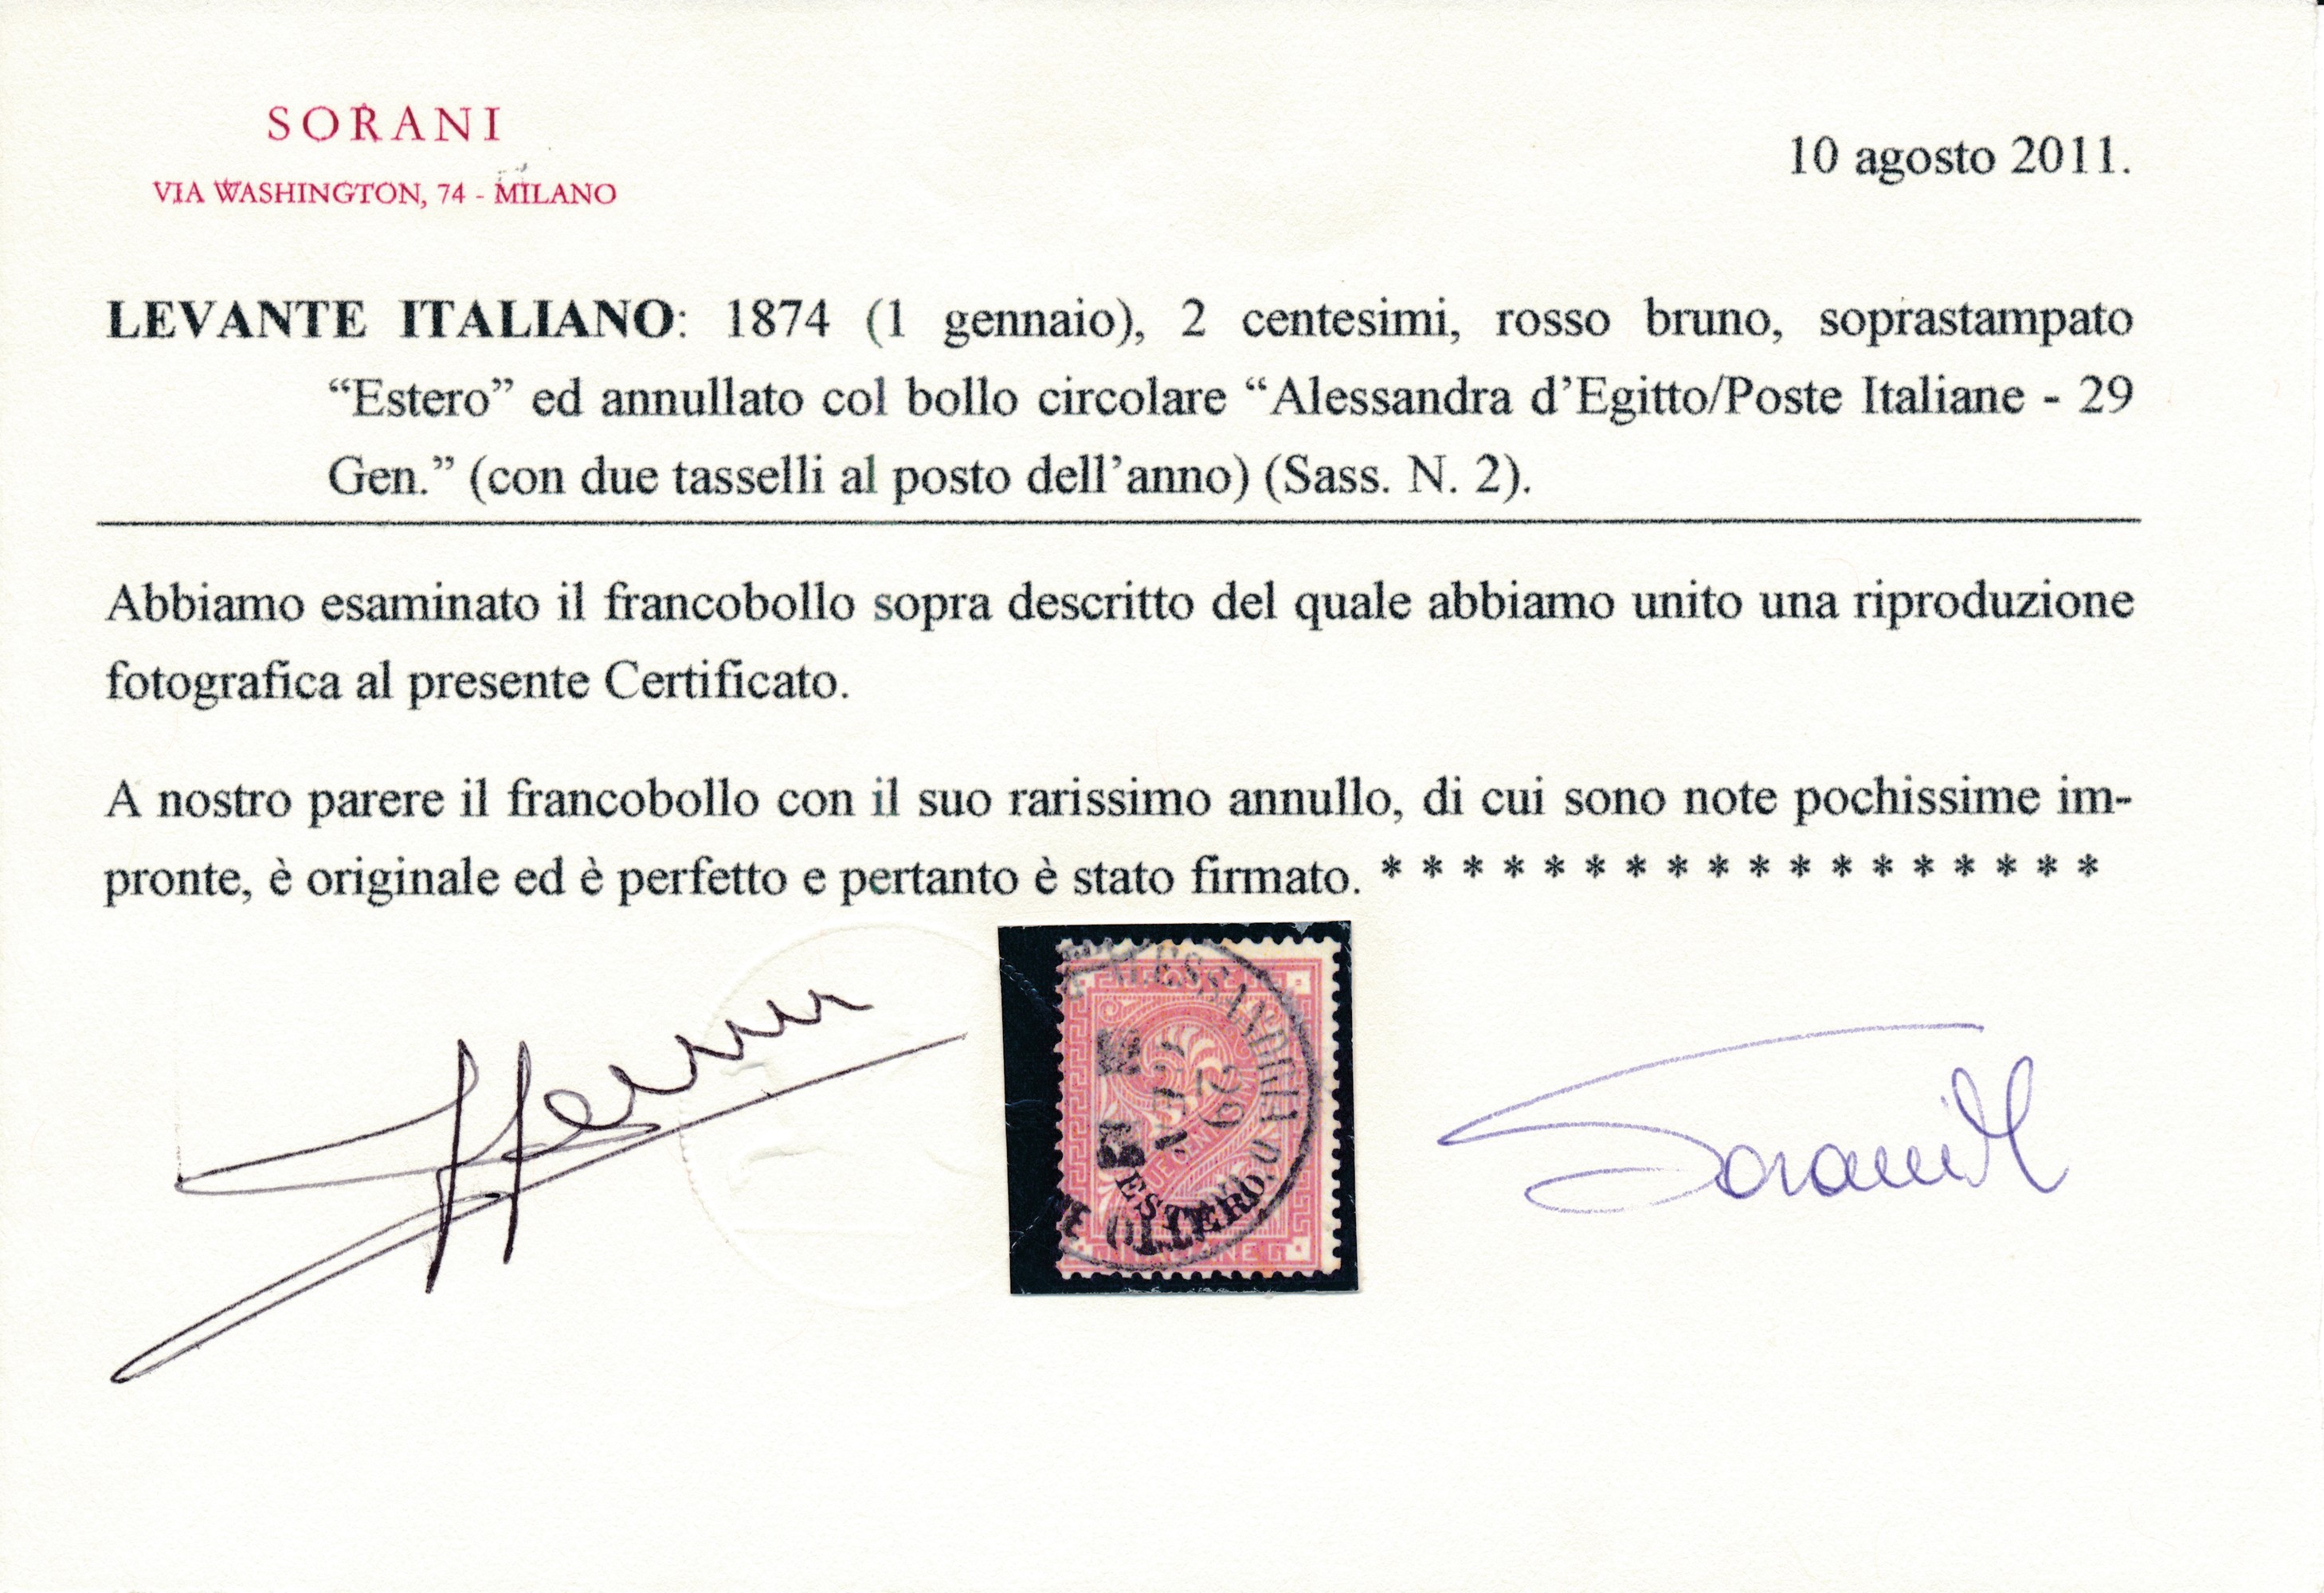 SORANI
VIA WASHINGTON, 74 - MILANO
10 agosto 2011.
LEVANTE ITALIANO: 1874 (1 gennaio), 2 centesimi, rosso bruno, soprastampato
“Estero” ed annullato col bollo circolare “Alessandra d’Egitto/Poste Italiane - 29
Gen.” (con due tasselli al posto dell’anno) (Sass. N. 2).
Abbiamo esaminato il francobollo sopra descritto del quale abbiamo unito una riproduzione
fotografica al presente Certificato.
A nostro parere il francobollo con il suo rarissimo annullo, di cui sono note pochissime im-
pronte, è originale ed è perfetto e pertanto è stato firmato. * * * * * * * * * * * * * * * * * *
29
ESTERO
Sorani